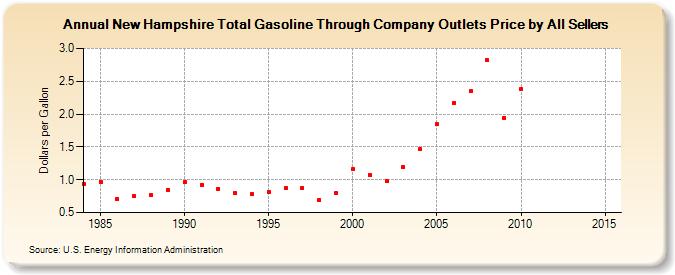 Annual New Hampshire Total Gasoline Through Company Outlets Price by All Sellers
Dollars per Gallon
3.0
2.5
2.0
1.5
1.0
0.5
1985 1990 1995 2000 2005 2010 2015
Source: U.S. Energy Information Administration